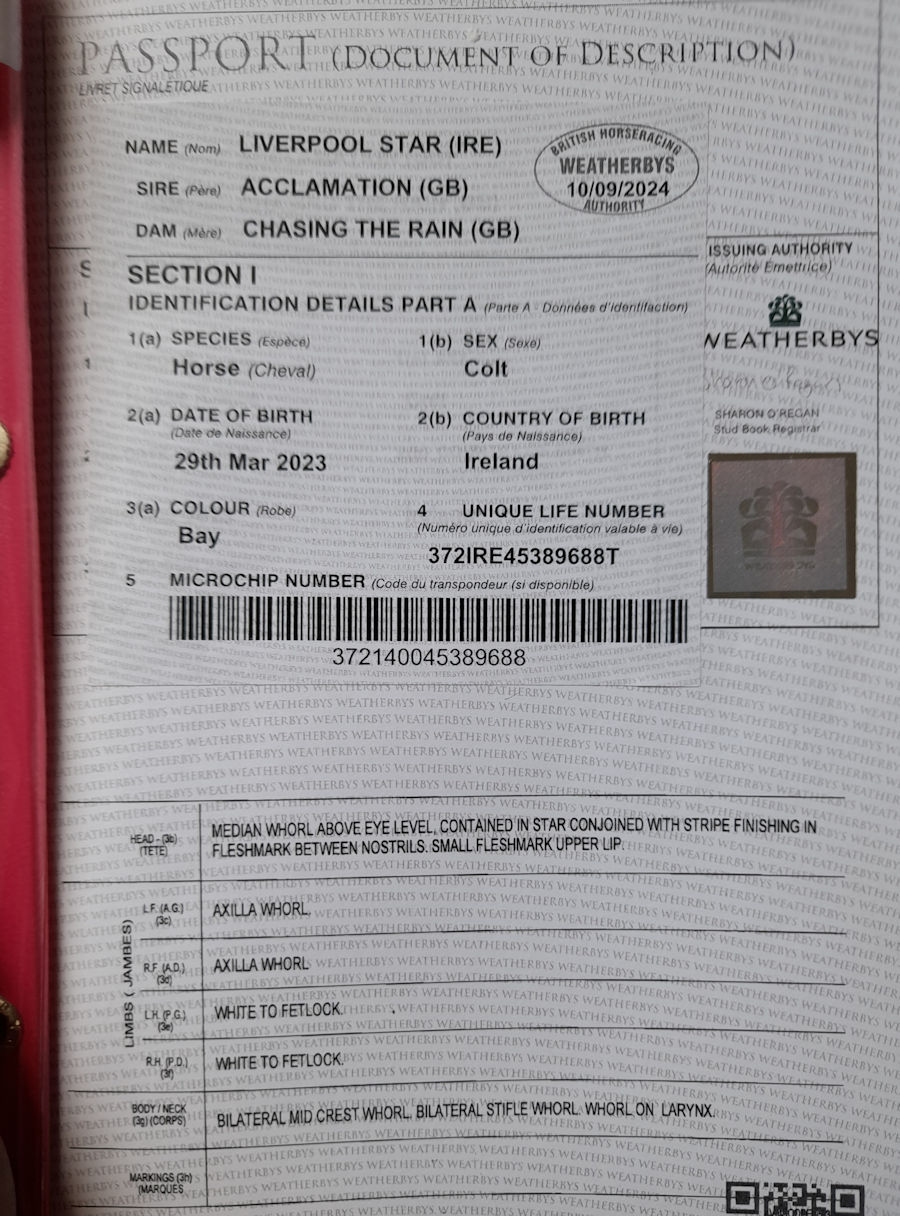 PASSPORT (DOCUMENT OF DESCRIPTION)
LIVRET SIGNALÉTIQUE
NAME (Nom) LIVERPOOL STAR (IRE)
SIRE (Père) ACCLAMATION (GB)
DAM (Mère) CHASING THE RAIN (GB)
BRITISH HORSERACING
WEATHERBYS
10/09/2024
AUTHORITY
SECTION I
IDENTIFICATION DETAILS PART A (Parte A - Données d'identifaction)
1(a) SPECIES (Espèce) 1(b) SEX (Sexe)
Horse (Cheval) Colt
2(a) DATE OF BIRTH 2(b) COUNTRY OF BIRTH
(Date de Naissance) (Pays de Naissance)
29th Mar 2023 Ireland
3(a) COLOUR (Robe) 4 UNIQUE LIFE NUMBER
(Numéro unique d'identification valable à vie)
Bay
372IRE45389688T
5 MICROCHIP NUMBER (Code du transpondeur (si disponible)
372140045389688
ISSUING AUTHORITY
(Autorité Émettrice)
WEATHERBYS
SHARON O'REGAN
Stud Book Registrar
WEATHERBYS
HEAD - (3b) MEDIAN WHORL ABOVE EYE LEVEL, CONTAINED IN STAR CONJOINED WITH STRIPE FINISHING IN
(TETE) FLESHMARK BETWEEN NOSTRILS. SMALL FLESHMARK UPPER LIP.
LIMBS ( JAMBES)
L.F. (A.G.) AXILLA WHORL.
(3c)
R.F. (A.D.) AXILLA WHORL
(3d)
L.H. (P.G.) WHITE TO FETLOCK.
(3e)
R.H. (P.D.) WHITE TO FETLOCK.
(3f)
BODY / NECK BILATERAL MID CREST WHORL. BILATERAL STIFLE WHORL. WHORL ON LARYNX.
(3g) (CORPS)
MARKINGS (3h)
(MARQUES